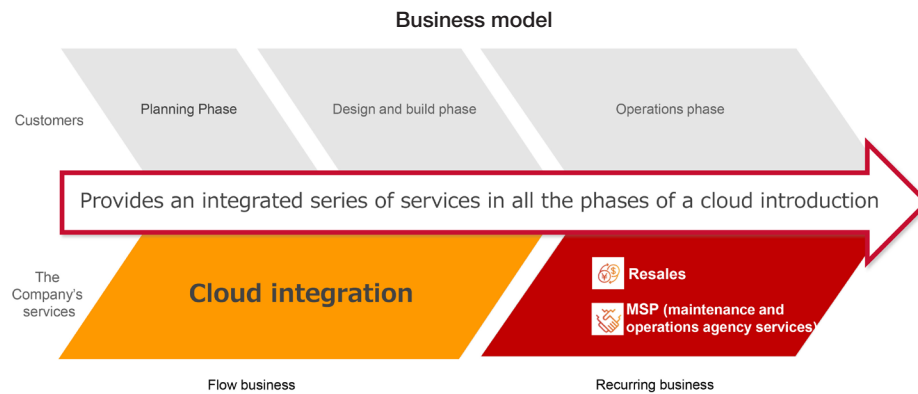 Business model
Customers
Planning Phase
Design and build phase
Operations phase
Provides an integrated series of services in all the phases of a cloud introduction
The
Company's
services
Cloud integration
Resales
MSP (maintenance and
operations agency services)
Flow business
Recurring business